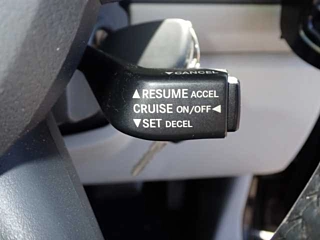 ▼CANCEL
▲RESUME ACCEL
CRUISE ON/OFF◀
▼SET DECEL